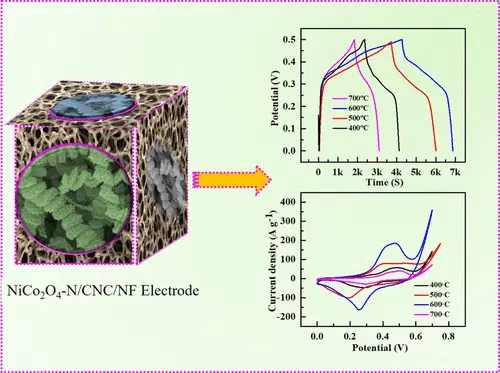 NiCo₂O₄-N/CNC/NF Electrode
Potential (V)
0.5
0.4
0.3
0.2
0.1
0.0
700°C
600°C
500°C
400°C
0 1k 2k 3k 4k 5k 6k 7k 8k
Time (S)
Current density (A g⁻¹)
400
300
200
100
0
-100
-200
400°C
500°C
600°C
700°C
0.0 0.2 0.4 0.6 0.8
Potential (V)